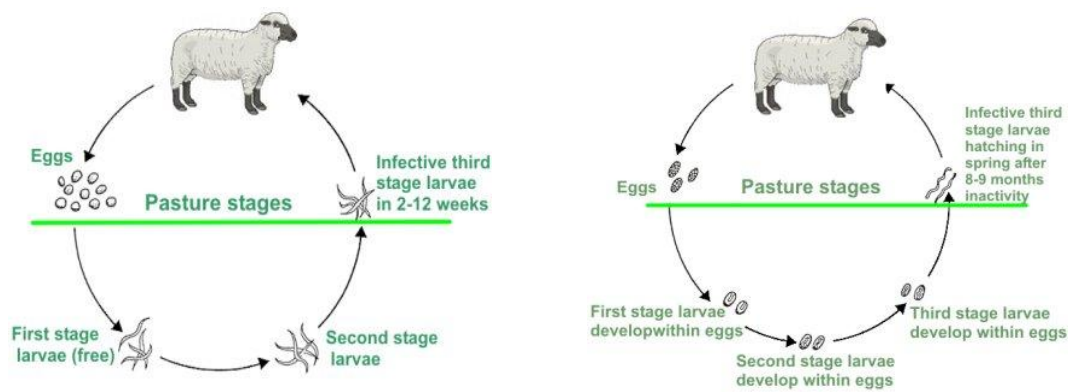 Eggs
Pasture stages
Infective third
stage larvae
in 2-12 weeks
First stage
larvae (free)
Second stage
larvae
Eggs
Pasture stages
Infective third
stage larvae
hatching in
spring after
8-9 months
inactivity
First stage larvae
developwithin eggs
Second stage larvae
develop within eggs
Third stage larvae
develop within eggs